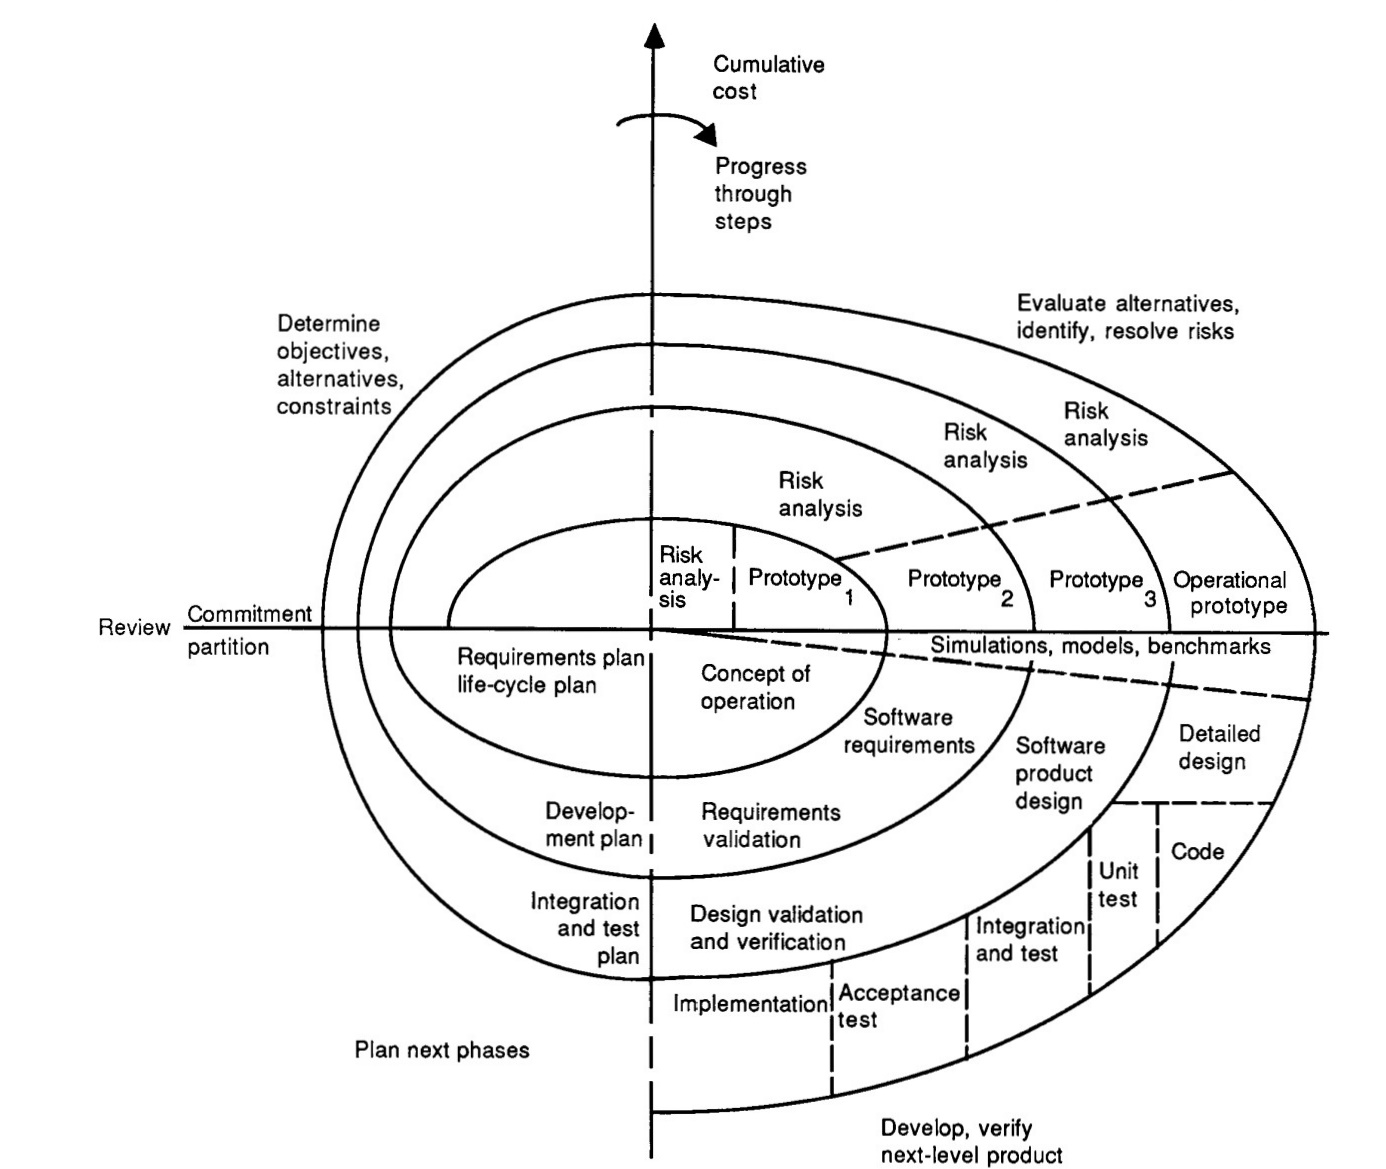 Cumulative
cost
Progress
through
steps
Determine
objectives,
alternatives,
constraints
Evaluate alternatives,
identify, resolve risks
Risk
analysis
Risk
analysis
Risk
analysis
Risk
analy-
sis
Prototype
1
Prototype
2
Prototype
3
Operational
prototype
Review
Commitment
partition
Simulations, models, benchmarks
Requirements plan
life-cycle plan
Concept of
operation
Software
requirements
Software
product
design
Detailed
design
Develop-
ment plan
Requirements
validation
Code
Unit
test
Integration
and test
plan
Design validation
and verification
Integration
and test
Implementation
Acceptance
test
Plan next phases
Develop, verify
next-level product